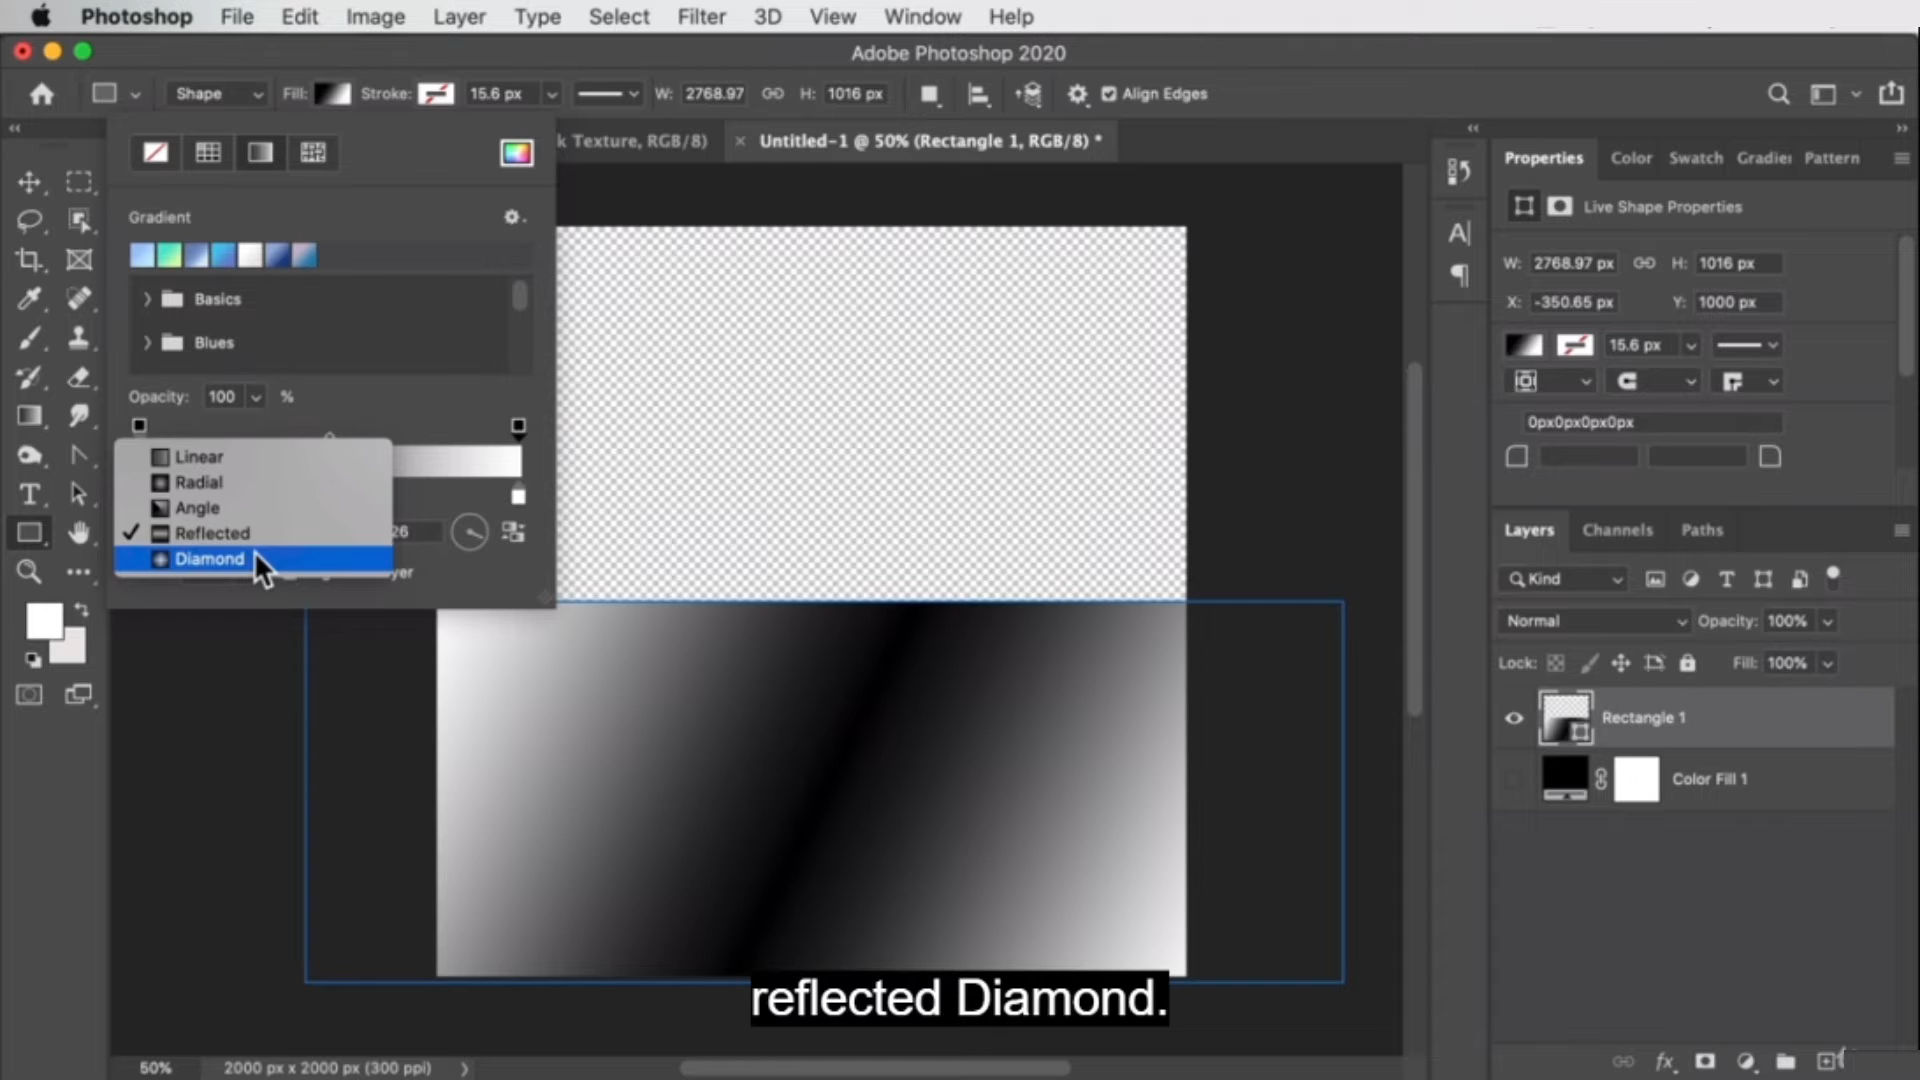 Photoshop File Edit Image Layer Type Select Filter 3D View Window Help
Adobe Photoshop 2020
Shape Fill: Stroke: 15.6 px W: 2768.97 H: 1016 px Align Edges
k Texture, RGB/8) × Untitled-1 @ 50% (Rectangle 1, RGB/8) *
Properties Color Swatch Gradie Pattern
Live Shape Properties
Gradient
W: 2768.97 px H: 1016 px
X: -350.65 px Y: 1000 px
Basics
Blues
15.6 px
Opacity: 100 %
0px0px0px0px
Linear
Radial
Angle
Reflected
26
Diamond
yer
Layers Channels Paths
Kind
Normal Opacity: 100%
Lock: Fill: 100%
Rectangle 1
Color Fill 1
reflected Diamond.
50% 2000 px x 2000 px (300 ppi)